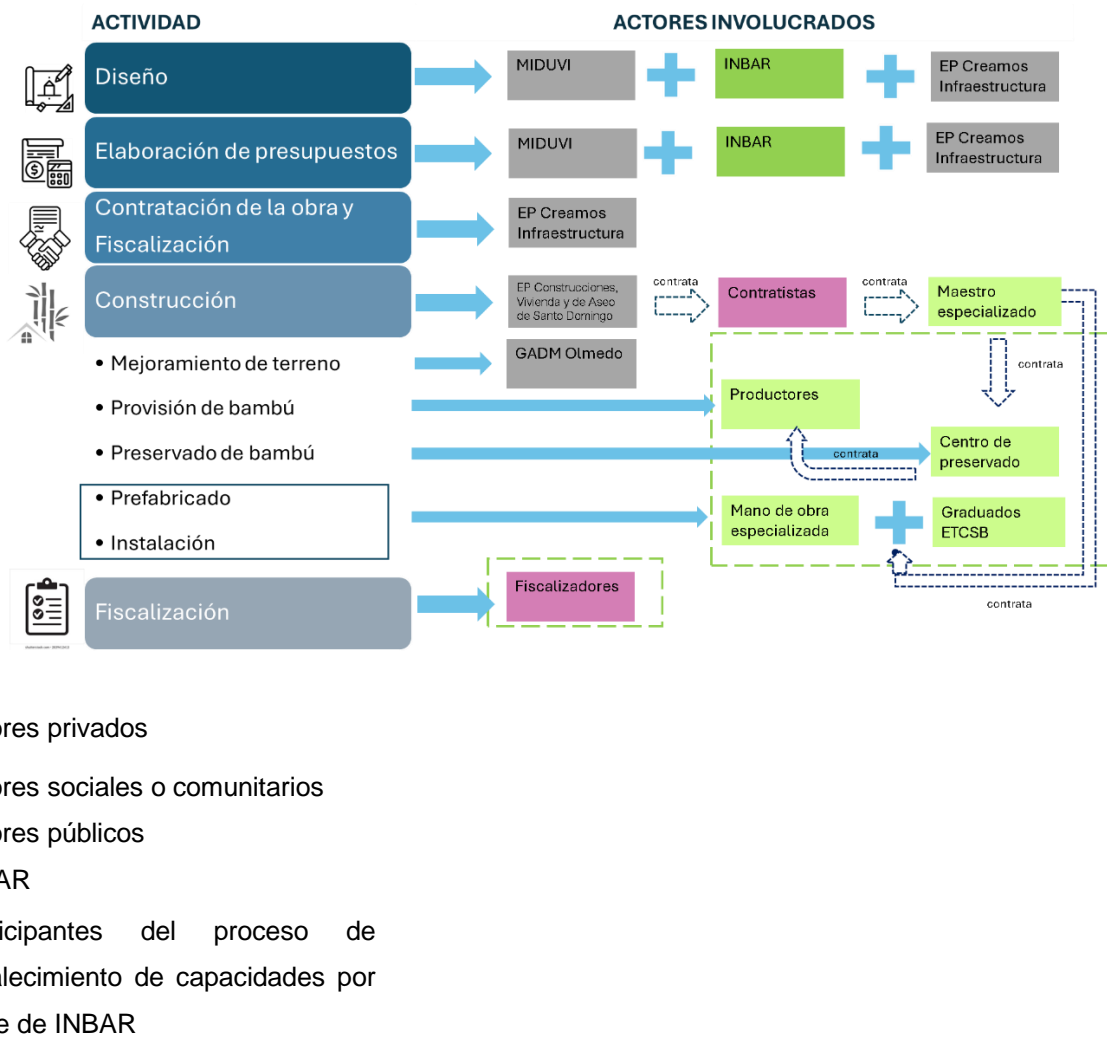 ACTIVIDAD
ACTORES INVOLUCRADOS
Diseño
MIDUVI
INBAR
EP Creamos
Infraestructura
Elaboración de presupuestos
MIDUVI
INBAR
EP Creamos
Infraestructura
Contratación de la obra y
Fiscalización
EP Creamos
Infraestructura
Construcción
EP Construcciones,
Vivienda y de Aseo
de Santo Domingo
contrata
Contratistas
contrata
Maestro
especializado
• Mejoramiento de terreno
GADM Olmedo
contrata
• Provisión de bambú
Productores
• Preservado de bambú
contrata
Centro de
preservado
• Prefabricado
• Instalación
Mano de obra
especializada
Graduados
ETCSB
Fiscalización
Fiscalizadores
contrata
ores privados
ores sociales o comunitarios
ores públicos
AR
icipantes del proceso de
alecimiento de capacidades por
e de INBAR